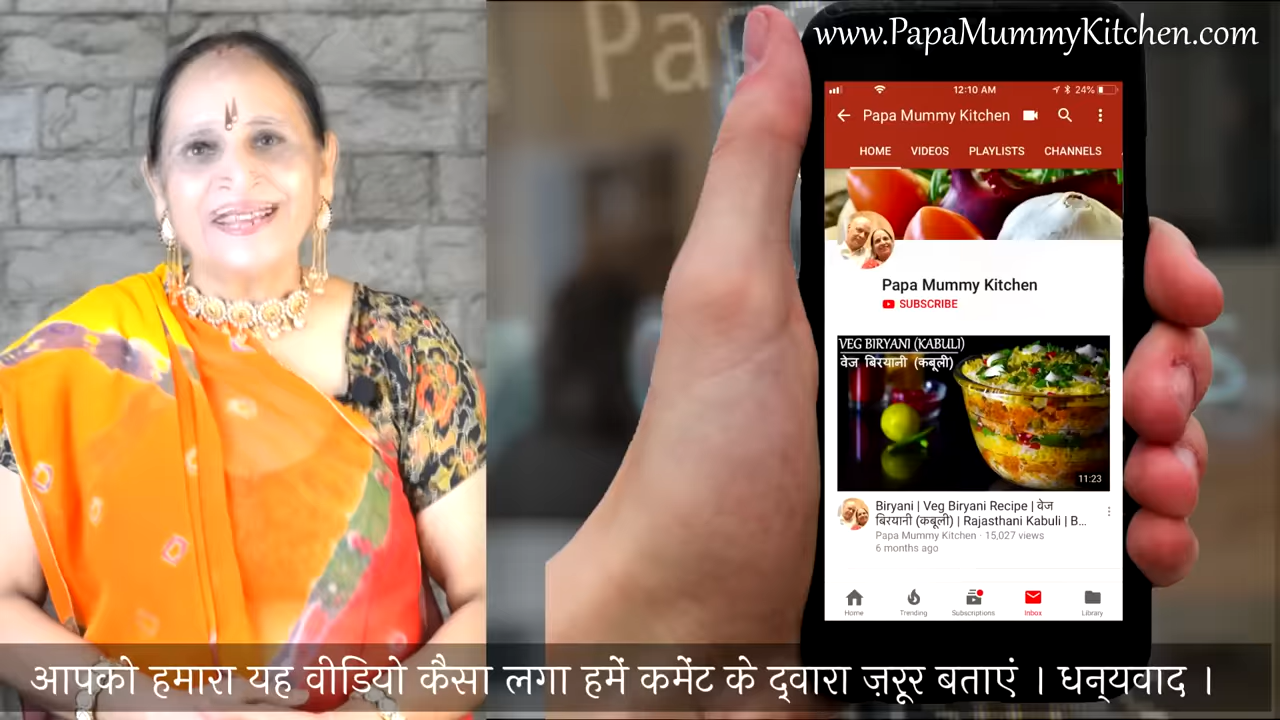 www.PapaMummyKitchen.com
Pas
12:10 AM
24%
Papa Mummy Kitchen
HOME VIDEOS PLAYLISTS CHANNELS
Papa Mummy Kitchen
SUBSCRIBE
VEG BIRYANI (KABULI)
वेज बिरयानी (कबूली)
11:23
Biryani | Veg Biryani Recipe | वेज
बिरयानी (कबूली) | Rajasthani Kabuli | B...
Papa Mummy Kitchen · 15,027 views
6 months ago
Home Trending Subscriptions Inbox Library
आपको हमारा यह वीडियो कैसा लगा हमें कमेंट के द्वारा ज़रूर बताएं । धन्यवाद ।